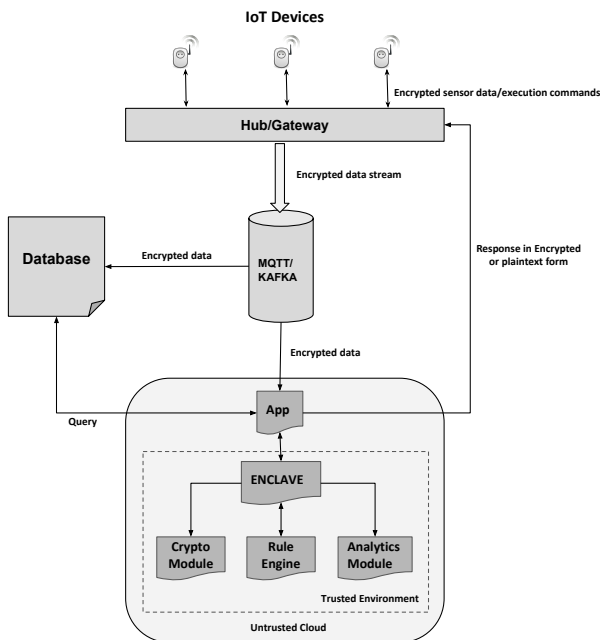 IoT Devices
Encrypted sensor data/execution commands
Hub/Gateway
Encrypted data stream
Database
Encrypted data
MQTT/
KAFKA
Response in Encrypted
or plaintext form
Encrypted data
App
Query
ENCLAVE
Crypto
Module
Rule
Engine
Analytics
Module
Trusted Environment
Untrusted Cloud